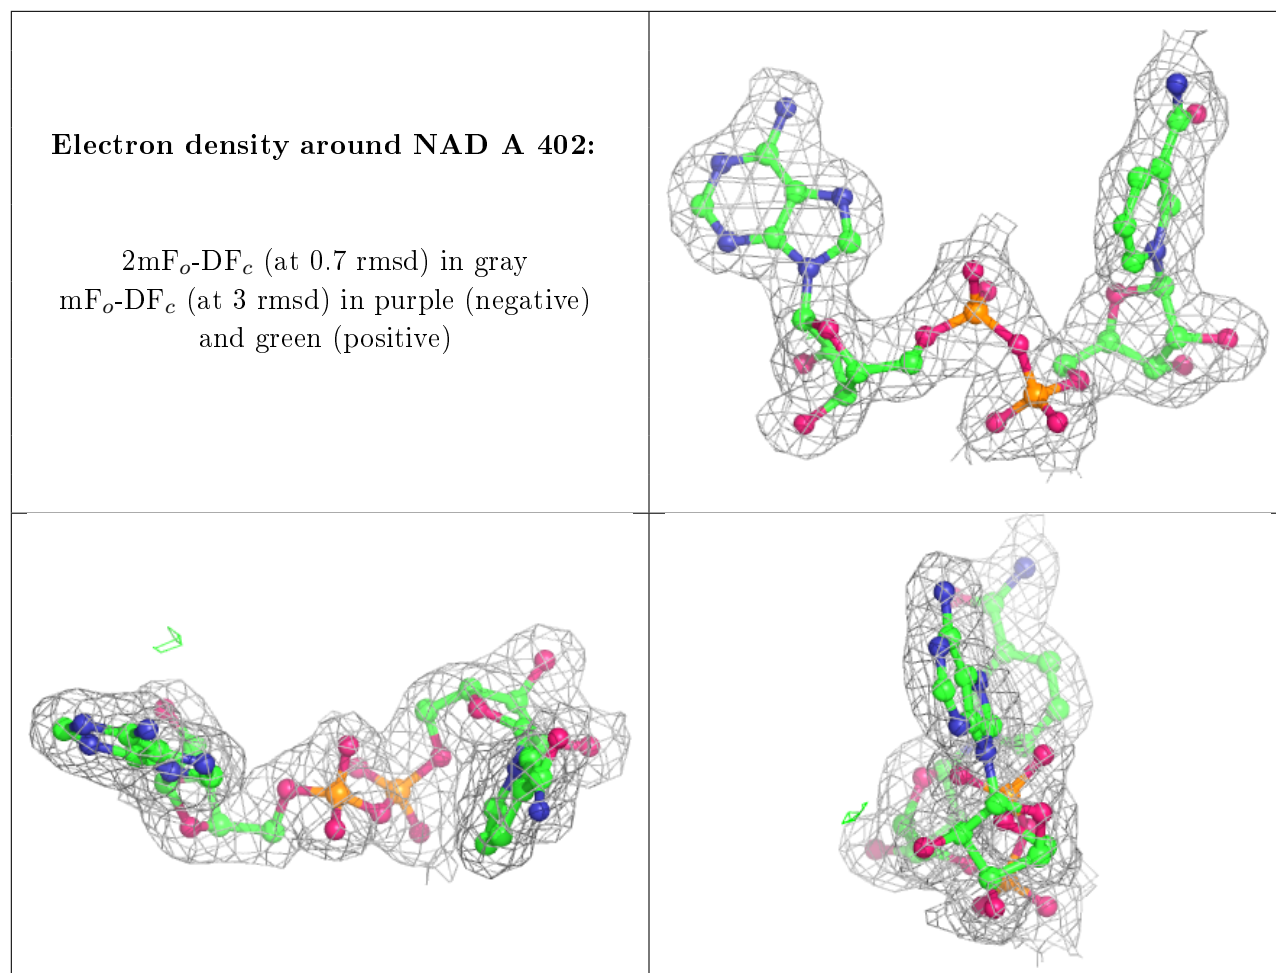 Electron density around NAD A 402:
2mFo-DFc (at 0.7 rmsd) in gray
mFo-DFc (at 3 rmsd) in purple (negative)
and green (positive)